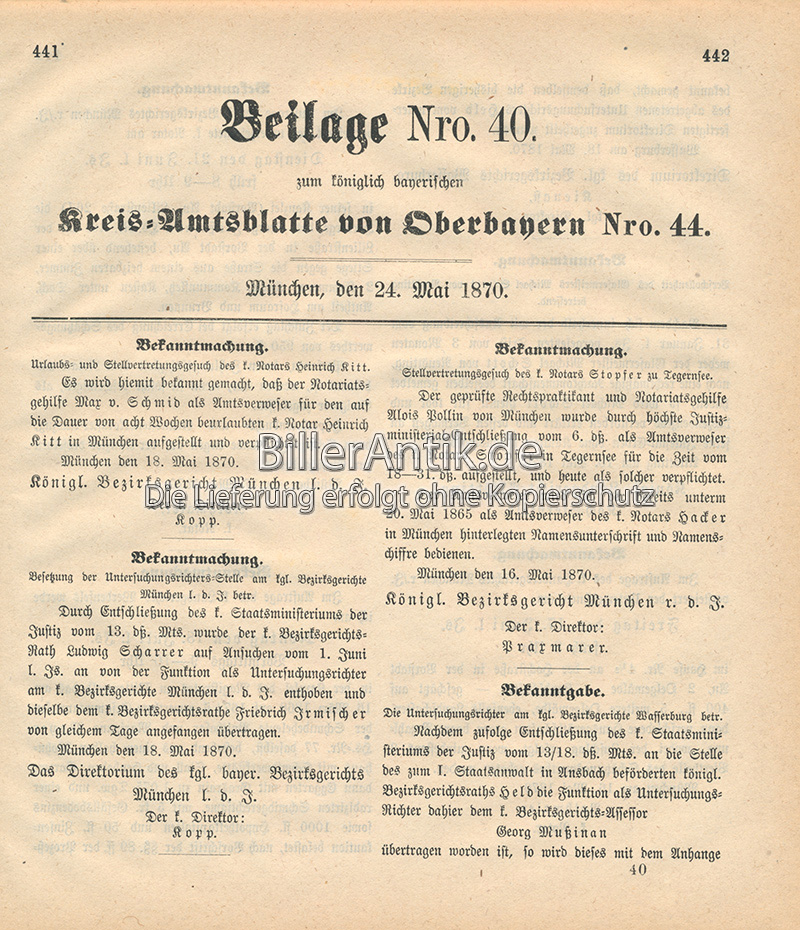 441
442
Beilage Nro. 40.
zum königlich bayerischen
Kreis-Amtsblatte von Oberbayern Nro. 44.
München, den 24. Mai 1870.
Bekanntmachung.
Urlaubs- und Stellvertretungsgesuch des k. Notars Heinrich Kitt.
Es wird hiemit bekannt gemacht, daß der Notariats-
gehilfe Max v. Schmid als Amtsverweser für den auf
die Dauer von acht Wochen beurlaubten k. Notar Heinrich
Kitt in München aufgestellt und verpflichtet
München den 18. Mai 1870.
Königl. Bezirksgericht München l. d. I.
Kopp.
Bekanntmachung.
Besetzung der Untersuchungsrichters-Stelle am kgl. Bezirksgerichte
München l. d. J. betr.
Durch Entschließung des k. Staatsministeriums der
Justiz vom 13. dß. Mts. wurde der k. Bezirksgerichts-
Rath Ludwig Scharrer auf Ansuchen vom 1. Juni
l. Js. an von der Funktion als Untersuchungsrichter
am k. Bezirksgerichte München l. d. J. enthoben und
dieselbe dem k. Bezirksgerichtsrathe Friedrich Irmischer
von gleichem Tage angefangen übertragen.
München den 18. Mai 1870.
Das Direktorium des kgl. bayer. Bezirksgerichts
München l. d. J.
Der k. Direktor:
Kopp.
Bekanntmachung.
Stellvertretungsgesuch des k. Notars Stopfer zu Tegernsee.
Der geprüfte Rechtspraktikant und Notariatsgehilfe
Alois Pollin von München wurde durch höchste Justiz-
ministerial-Entschließung vom 6. dß. als Amtsverweser
in Tegernsee für die Zeit vom
18—31. dß. aufgestellt, und heute als solcher verpflichtet.
unterm
20. Mai 1865 als Amtsverweser des k. Notars Hacker
in München hinterlegten Namensunterschrift und Namens-
chiffre bedienen.
München den 16. Mai 1870.
Königl. Bezirksgericht München r. d. J.
Der k. Direktor:
Praxmarer.
Bekanntgabe.
Die Untersuchungsrichter am kgl. Bezirksgerichte Wasserburg betr.
Nachdem zufolge Entschließung des k. Staatsmini-
steriums der Justiz vom 13/18. dß. Mts. an die Stelle
des zum I. Staatsanwalt in Ansbach beförderten königl.
Bezirksgerichtsraths Held die Funktion als Untersuchungs-
Richter dahier dem k. Bezirksgerichts-Assessor
Georg Mußinan
übertragen worden ist, so wird dieses mit dem Anhange
40
BillerAntik.de
Die Lieferung erfolgt ohne Kopierschutz